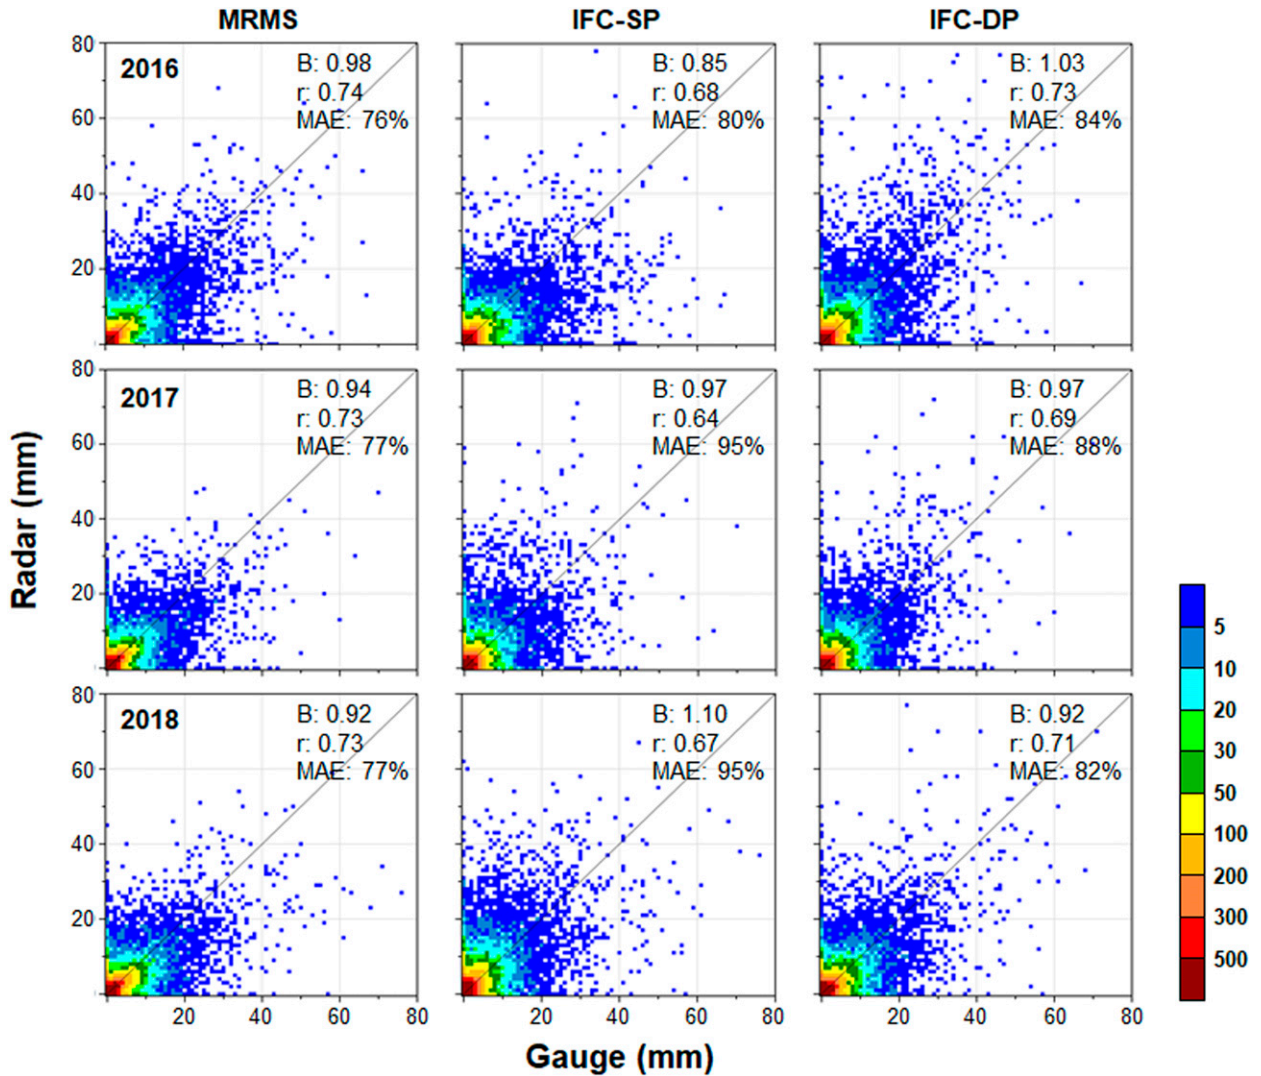 MRMS IFC-SP IFC-DP
80
60
40
20
2016
B: 0.98
r: 0.74
MAE: 76%
B: 0.85
r: 0.68
MAE: 80%
B: 1.03
r: 0.73
MAE: 84%
80
60
40
20
2017
B: 0.94
r: 0.73
MAE: 77%
B: 0.97
r: 0.64
MAE: 95%
B: 0.97
r: 0.69
MAE: 88%
80
60
40
20
2018
B: 0.92
r: 0.73
MAE: 77%
B: 1.10
r: 0.67
MAE: 95%
B: 0.92
r: 0.71
MAE: 82%
20 40 60 80 20 40 60 80 20 40 60 80
Radar (mm)
Gauge (mm)
5
10
20
30
50
100
200
300
500